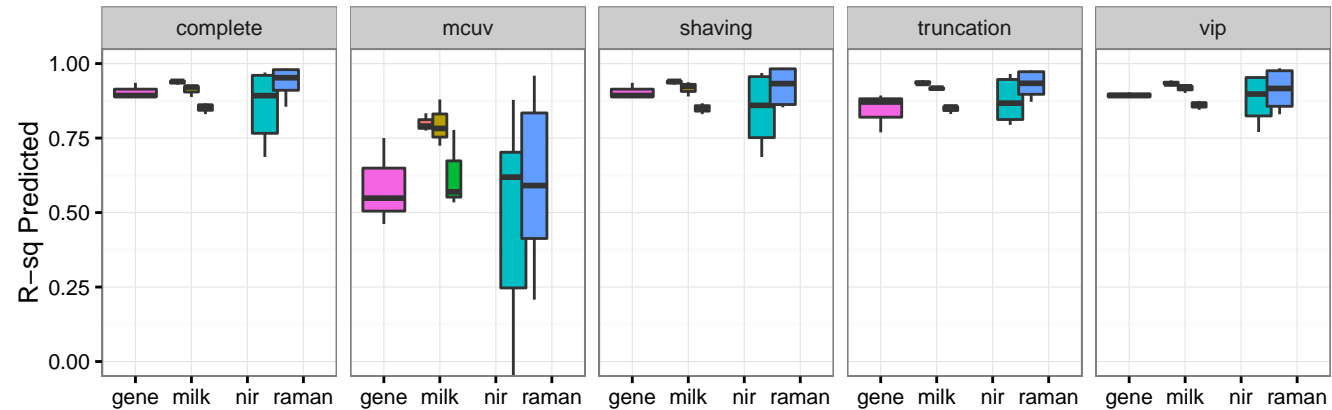 complete mcuv shaving truncation vip
R−sq Predicted
1.00
0.75
0.50
0.25
0.00
gene milk nir raman gene milk nir raman gene milk nir raman gene milk nir raman gene milk nir raman